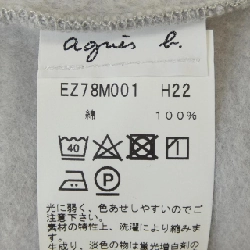 agnis b.
EZ78M001 H22
綿 100%
40
P
光に弱く、色あせしやすいのでご
注意下さい。
素材の特性上、洗濯により縮みま
す。
生成り、淡色の物は蛍光増白剤の